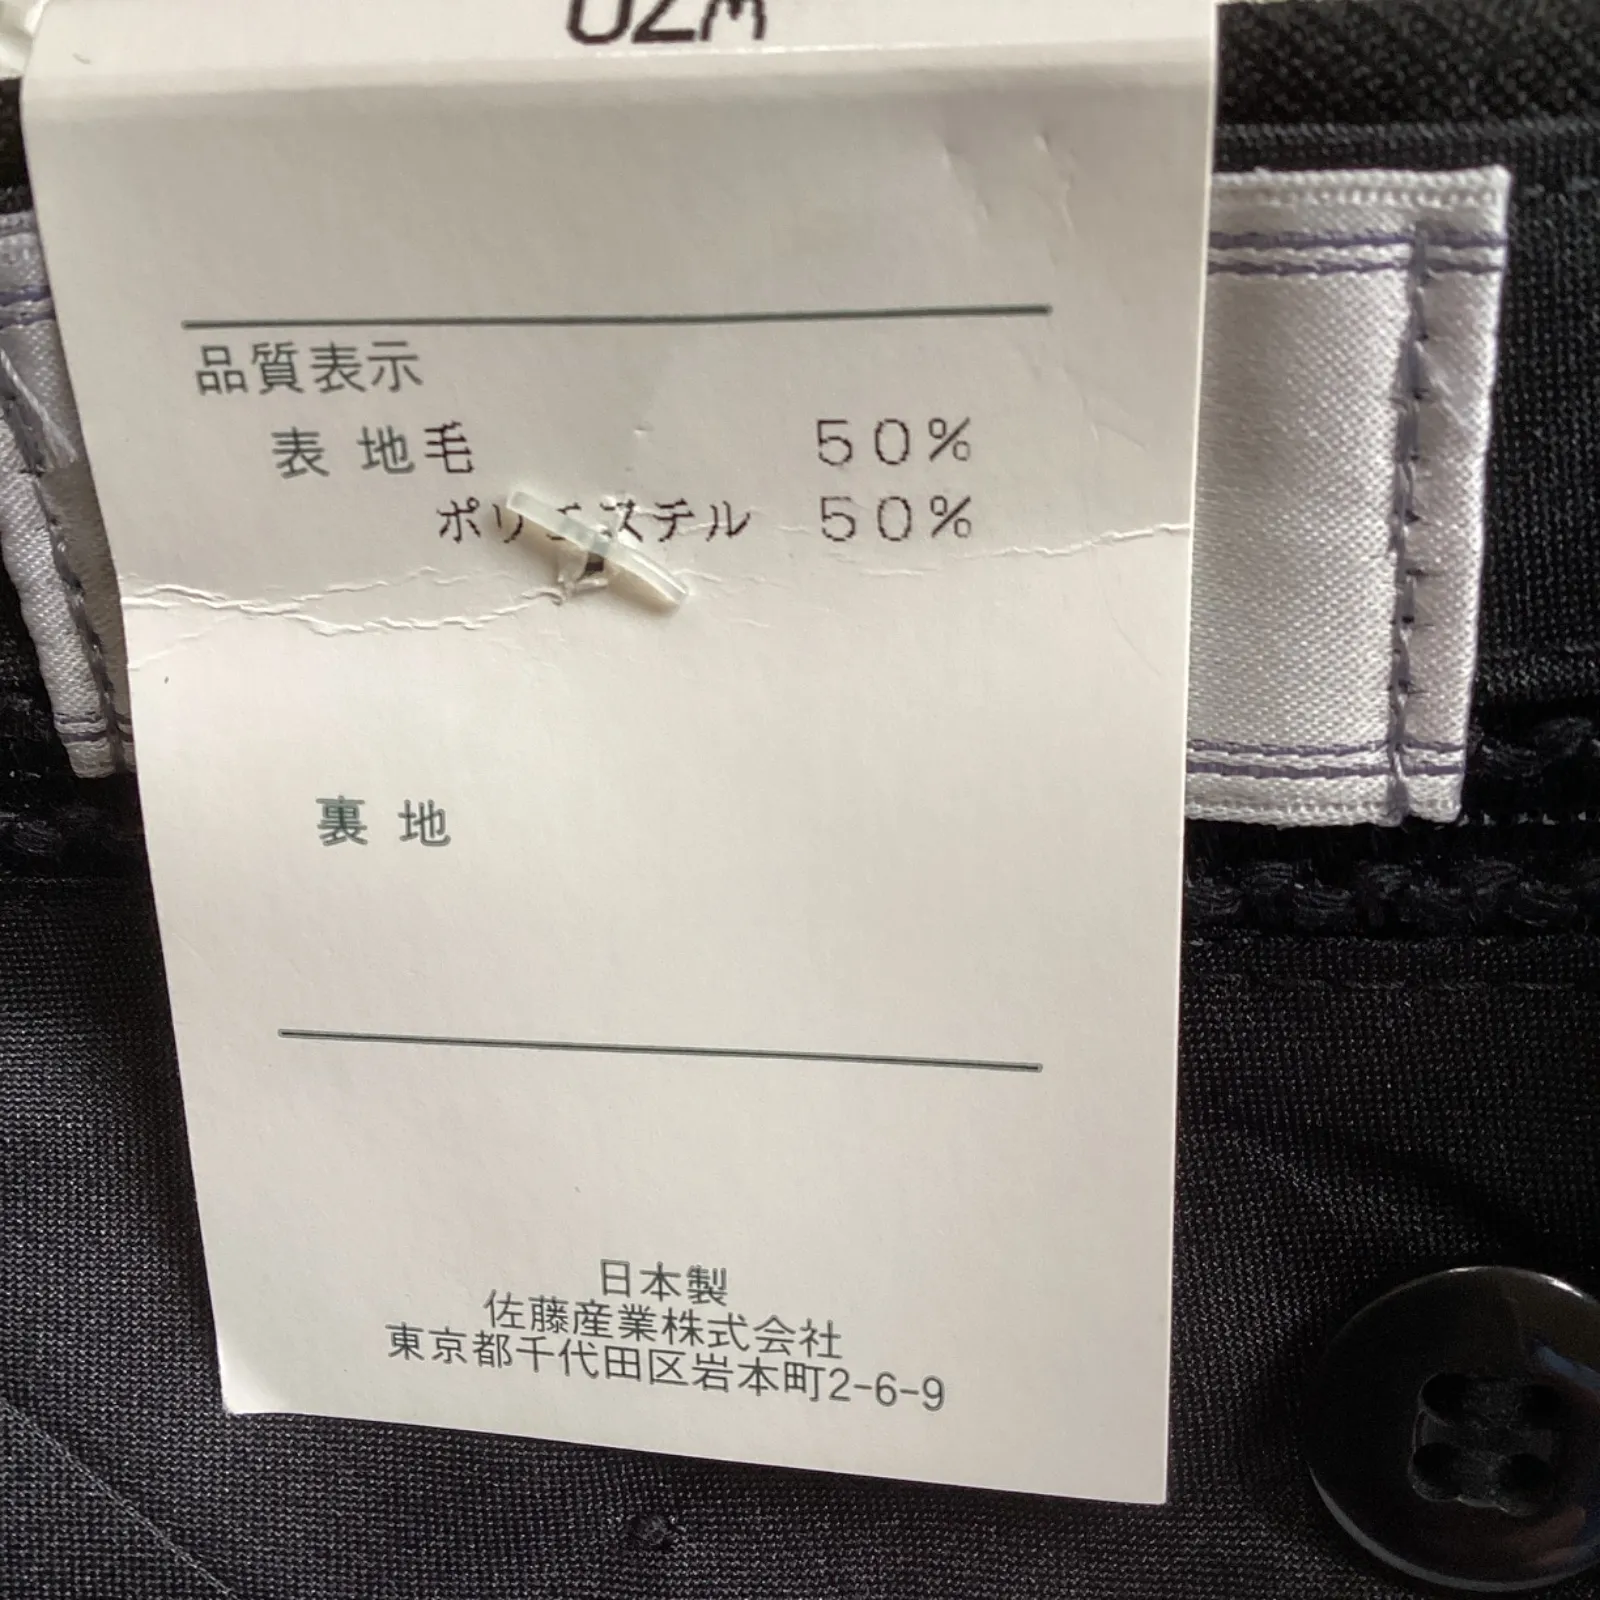 品質表示
表 地 毛 50%
ポリエステル 50%
裏 地
日本製
佐藤産業株式会社
東京都千代田区岩本町2-6-9